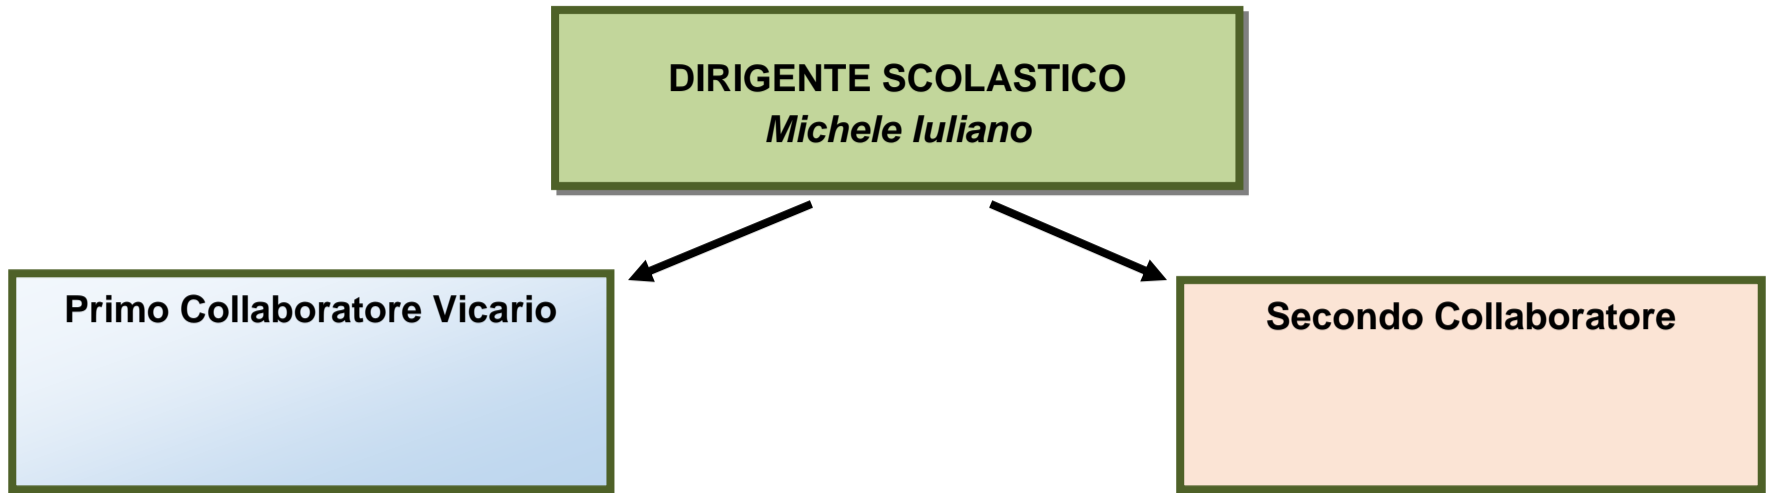 DIRIGENTE SCOLASTICO
Michele Iuliano
Primo Collaboratore Vicario
Secondo Collaboratore